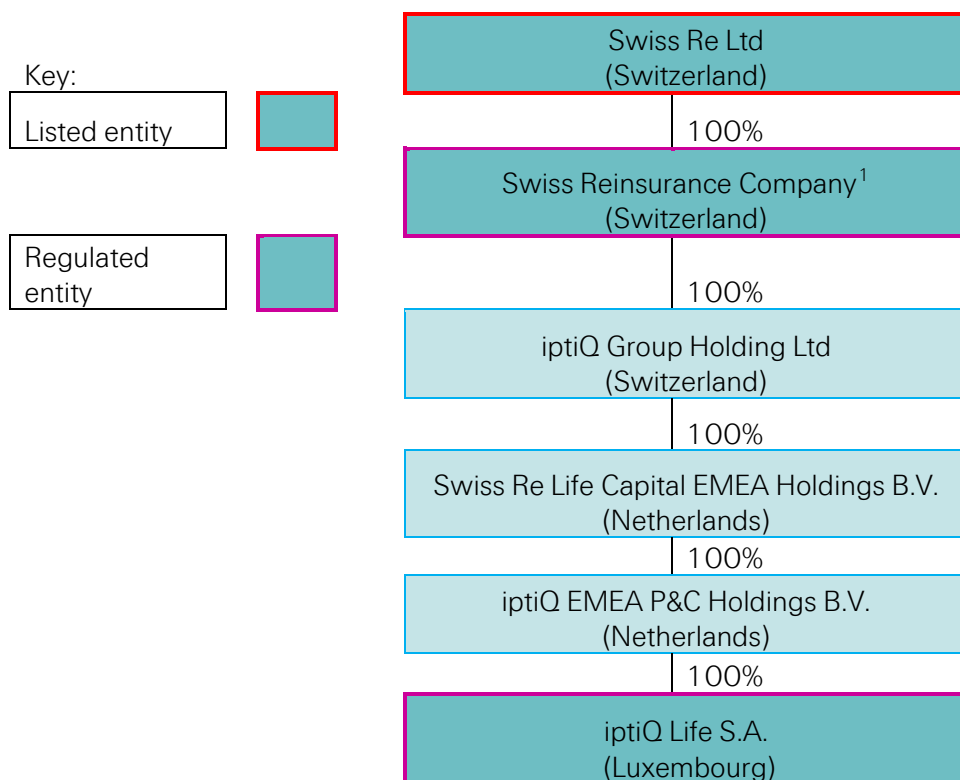 Key:
Listed entity
Regulated
entity
Swiss Re Ltd
(Switzerland)
100%
Swiss Reinsurance Company¹
(Switzerland)
100%
iptiQ Group Holding Ltd
(Switzerland)
100%
Swiss Re Life Capital EMEA Holdings B.V.
(Netherlands)
100%
iptiQ EMEA P&C Holdings B.V.
(Netherlands)
100%
iptiQ Life S.A.
(Luxembourg)